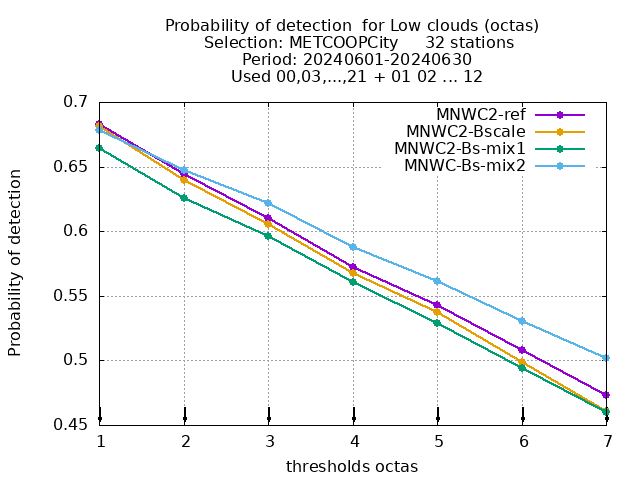 Probability of detection  for Low clouds (octas)
Selection: METCOOPCity     32 stations
Period: 20240601-20240630
Used 00,03,...,21 + 01 02 ... 12
MNWC2-ref
MNWC2-Bscale
MNWC2-Bs-mix1
MNWC-Bs-mix2
Probability of detection
0.7
0.65
0.6
0.55
0.5
0.45
1 2 3 4 5 6 7
thresholds octas